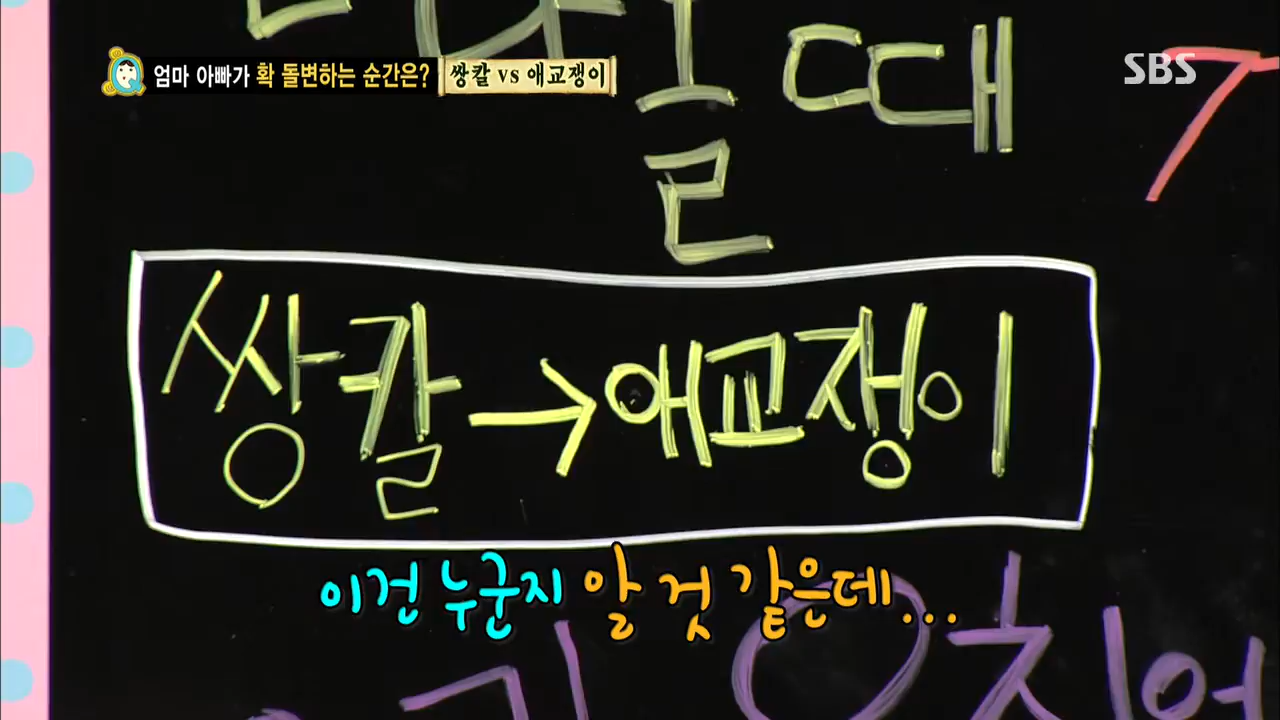 엄마 아빠가 확 돌변하는 순간은? 쌍칼 vs 애교쟁이
SBS
때
쌍칼→애교쟁이
이건 누군지 알 것 같은데...